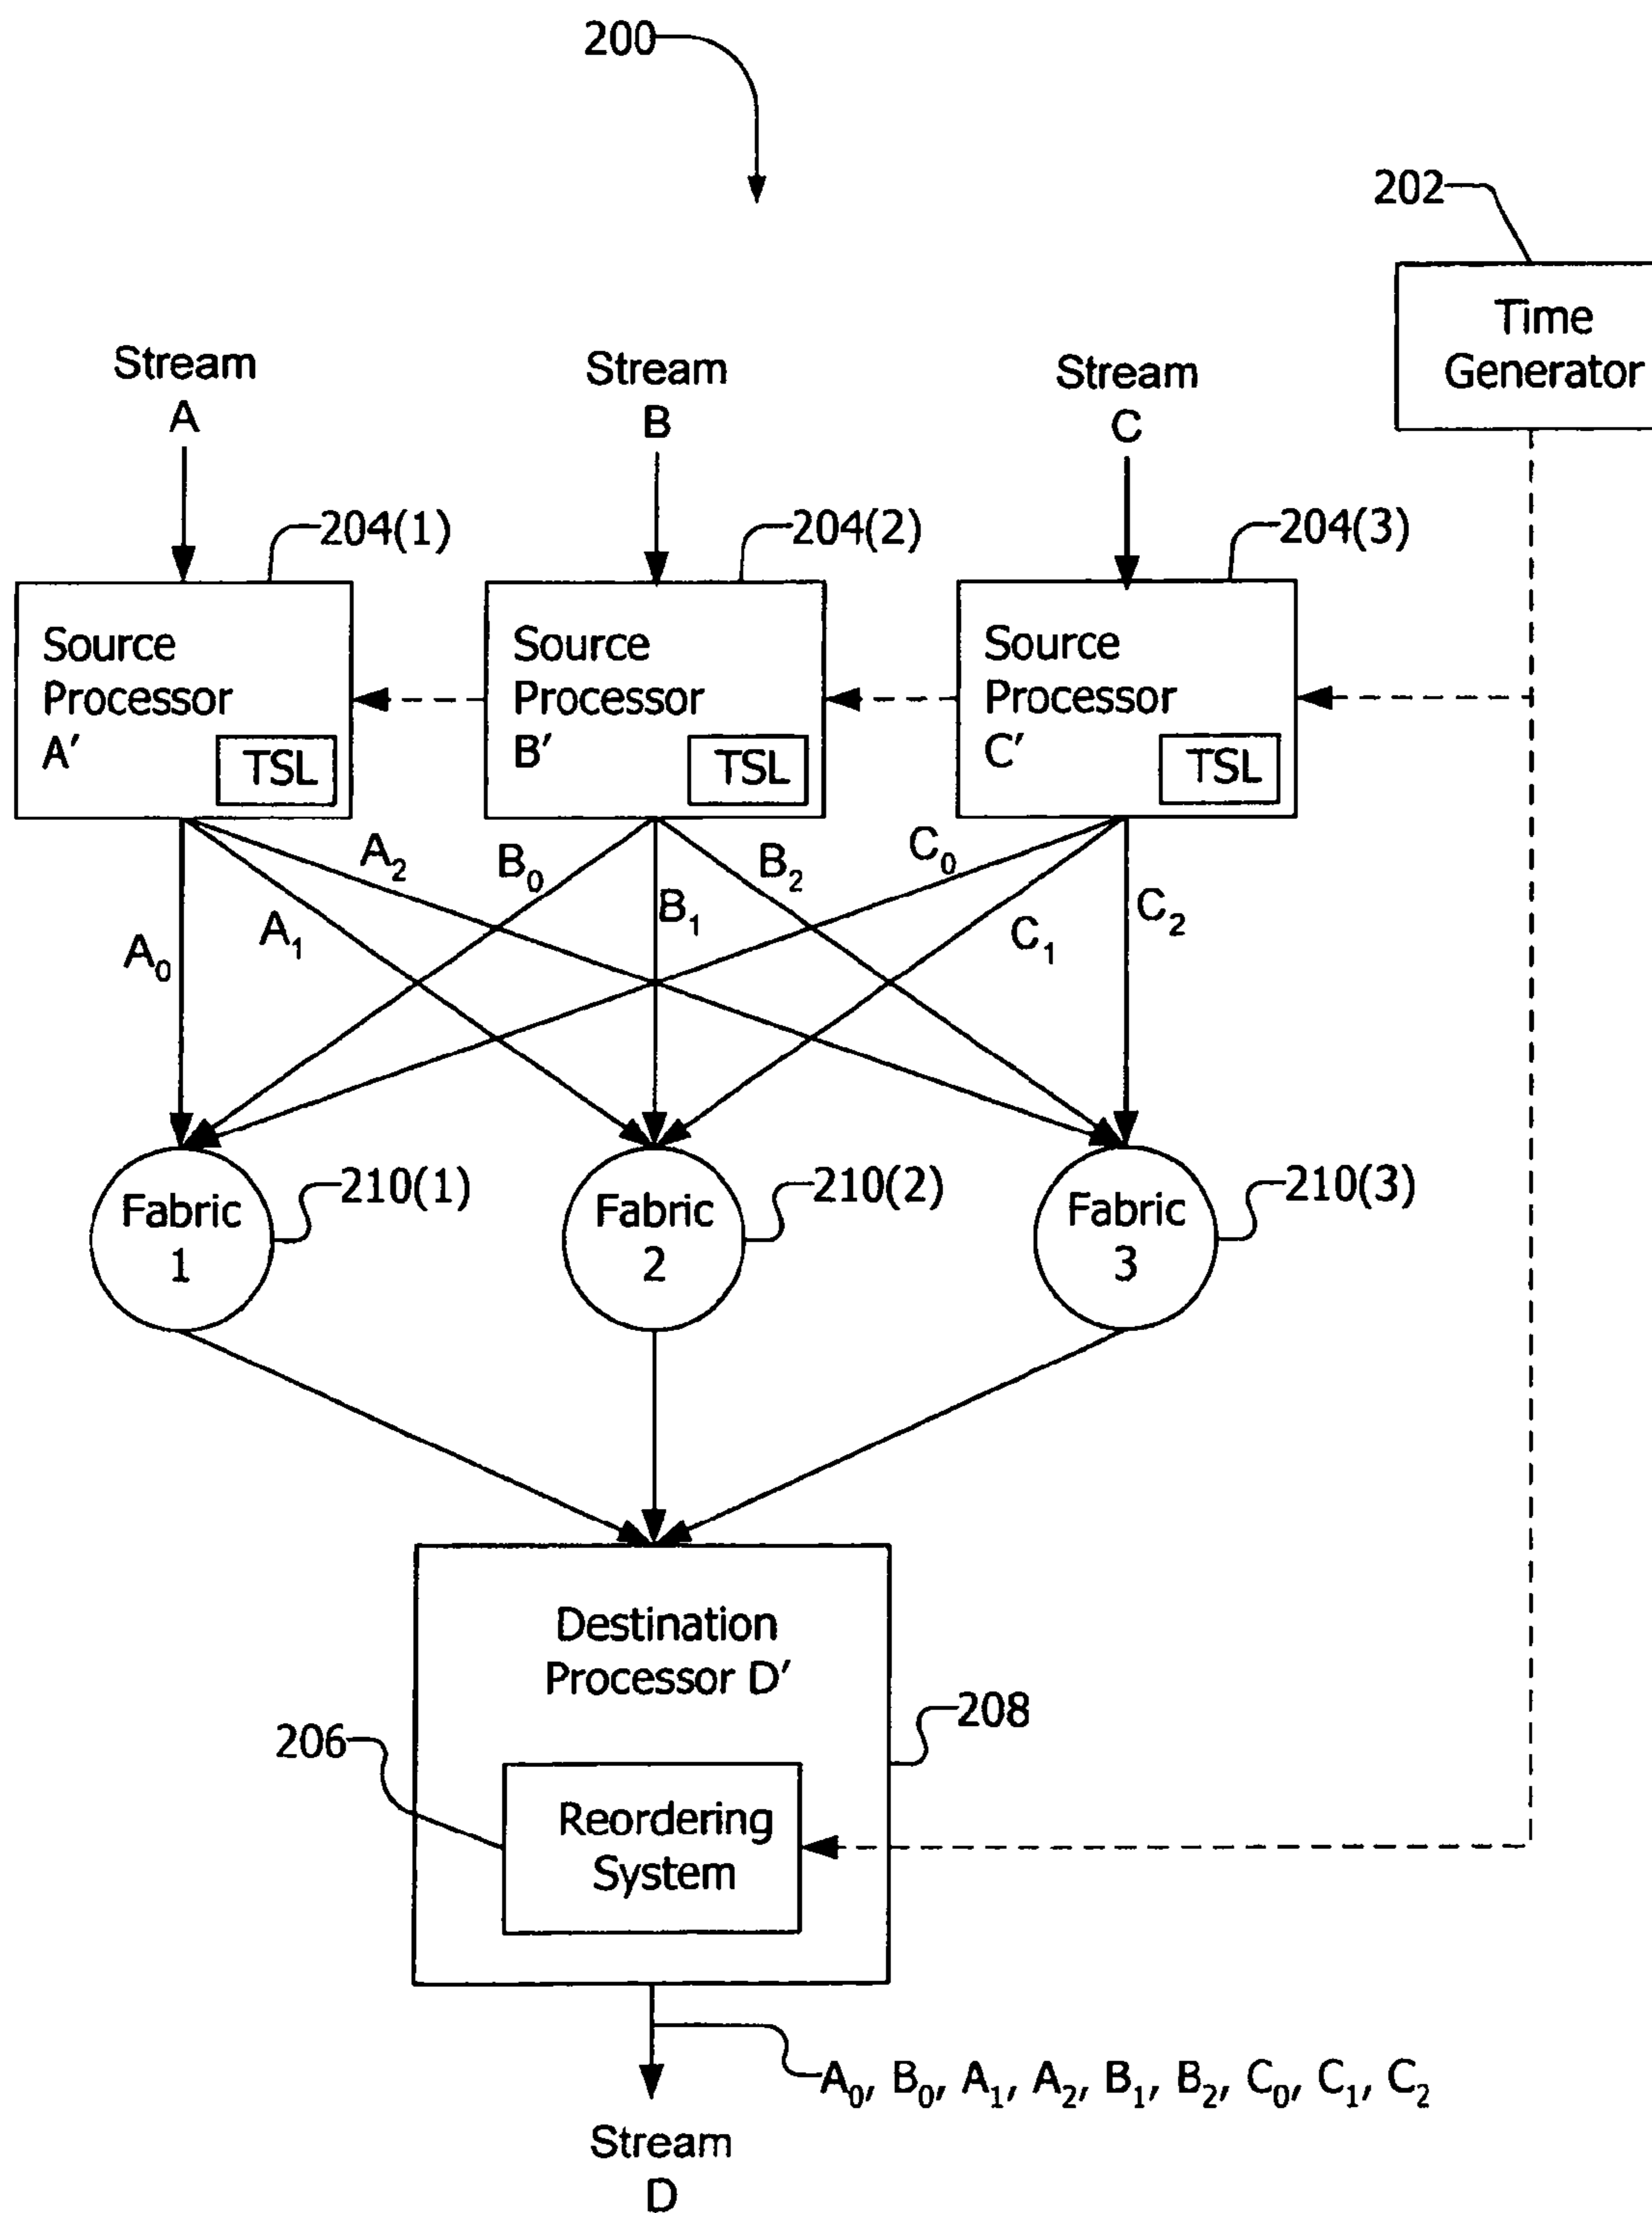 200
202
Time
Generator
Stream
A
Stream
B
Stream
C
204(1)
204(2)
204(3)
Source
Processor
A'
TSL
Source
Processor
B'
TSL
Source
Processor
C'
TSL
A₂
B₀
B₂
C₀
A₀
A₁
B₁
C₁
C₂
Fabric
1
210(1)
Fabric
2
210(2)
Fabric
3
210(3)
Destination
Processor D'
208
206
Reordering
System
A₀, B₀, A₁, A₂, B₁, B₂, C₀, C₁, C₂
Stream
D